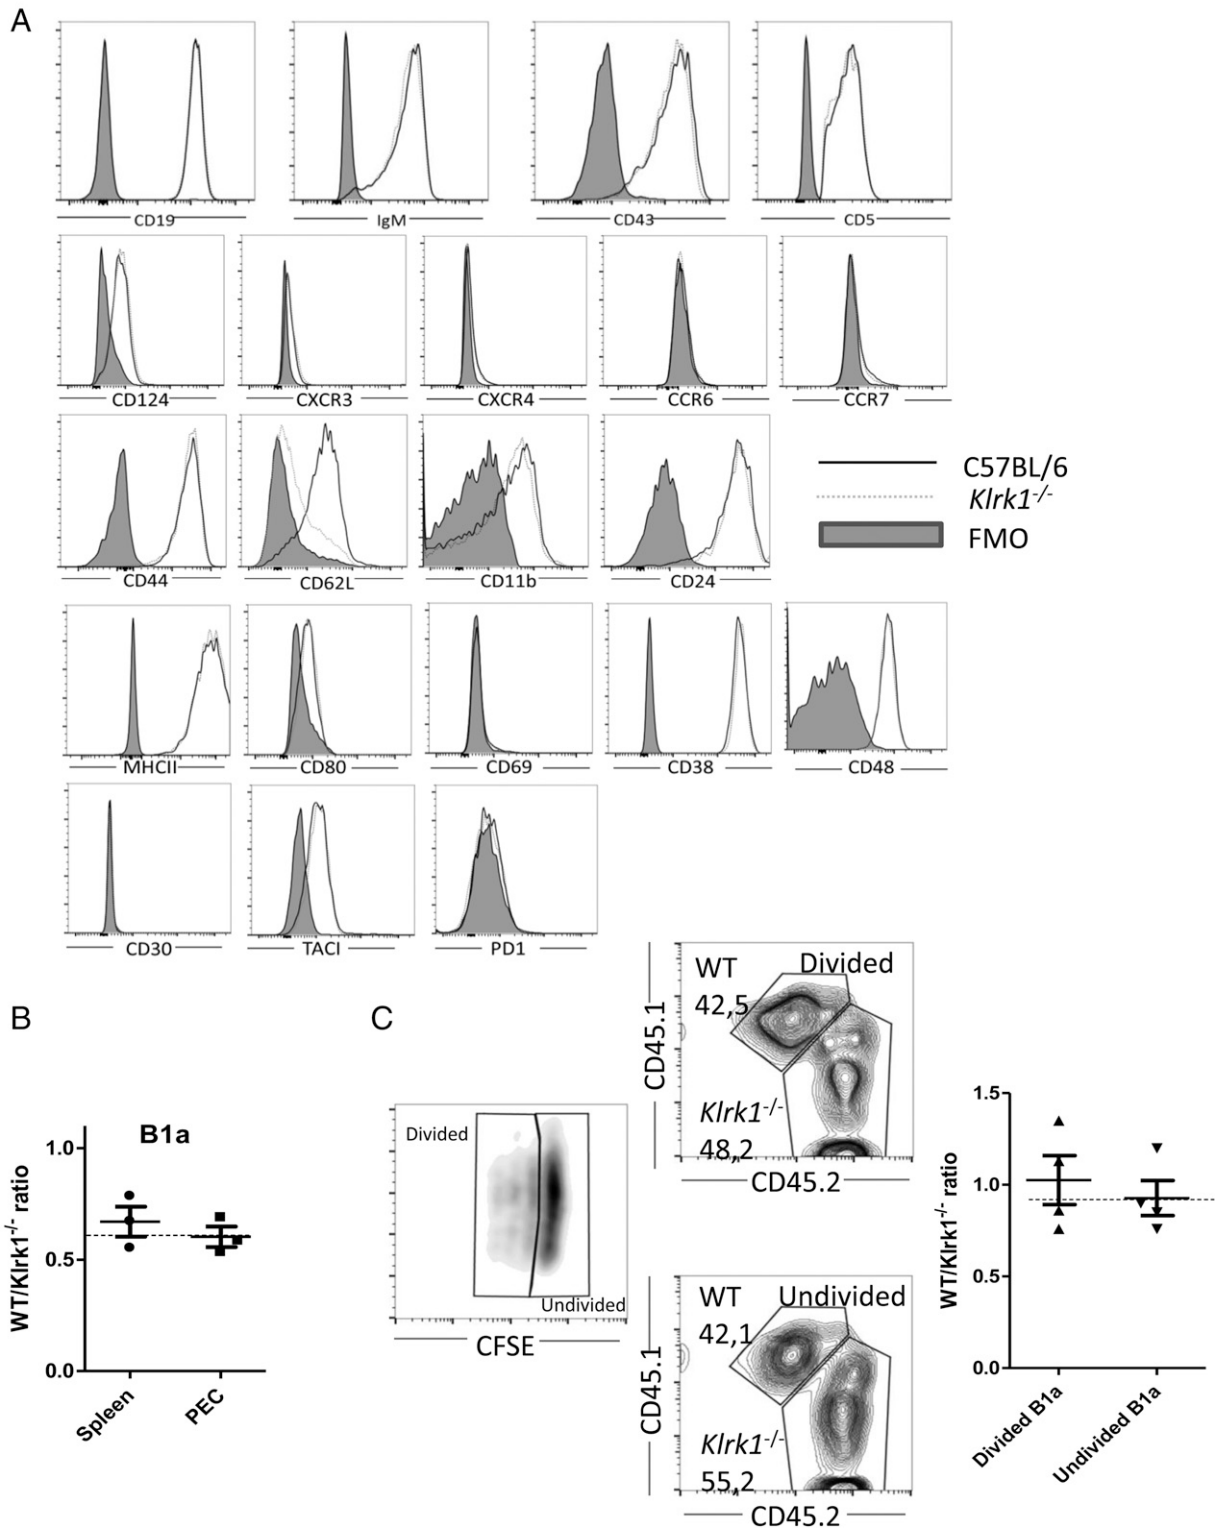 A
CD19
IgM
CD43
CD5
CD124
CXCR3
CXCR4
CCR6
CCR7
CD44
CD62L
CD11b
CD24
C57BL/6
Klrk1-/-
FMO
MHCII
CD80
CD69
CD38
CD48
CD30
TACI
PD1
B
B1a
WT/Klrk1-/- ratio
1.0
0.5
0.0
Spleen
PEC
C
Divided
Undivided
CFSE
WT
42,5
Divided
Klrk1-/-
48,2
CD45.1
CD45.2
WT
42,1
Undivided
Klrk1-/-
55,2
CD45.1
CD45.2
WT/Klrk1-/- ratio
1.5
1.0
0.5
0.0
Divided B1a
Undivided B1a